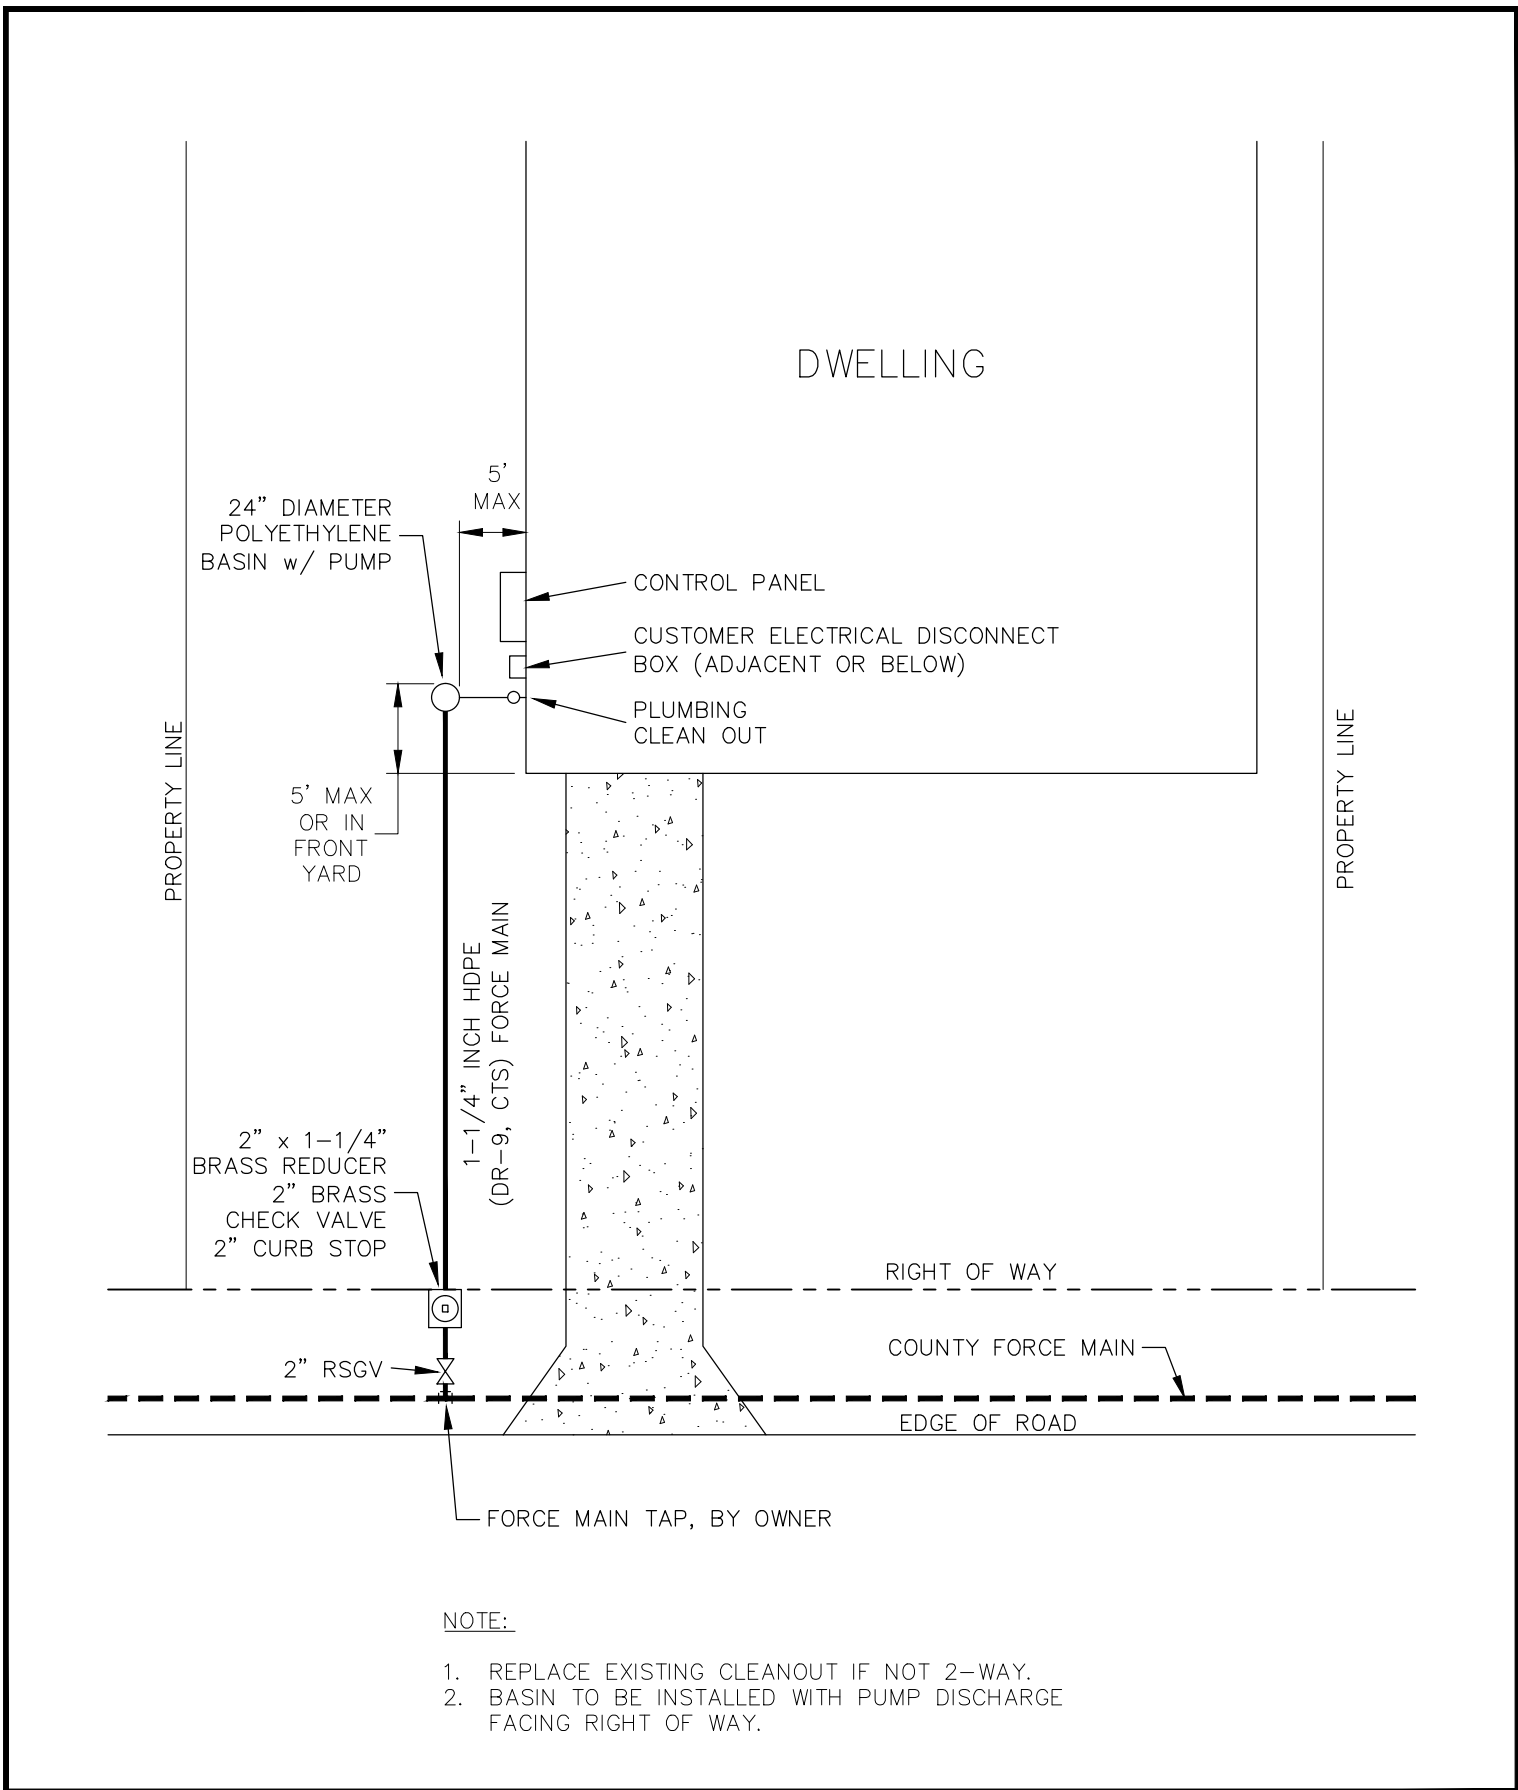 DWELLING
5'
MAX
24" DIAMETER
POLYETHYLENE
BASIN w/ PUMP
CONTROL PANEL
CUSTOMER ELECTRICAL DISCONNECT
BOX (ADJACENT OR BELOW)
PLUMBING
CLEAN OUT
PROPERTY LINE
PROPERTY LINE
5' MAX
OR IN
FRONT
YARD
1-1/4" INCH HDPE
(DR-9, CTS) FORCE MAIN
2" x 1-1/4"
BRASS REDUCER
2" BRASS
CHECK VALVE
2" CURB STOP
RIGHT OF WAY
COUNTY FORCE MAIN
2" RSGV
EDGE OF ROAD
FORCE MAIN TAP, BY OWNER
NOTE:
1. REPLACE EXISTING CLEANOUT IF NOT 2-WAY.
2. BASIN TO BE INSTALLED WITH PUMP DISCHARGE
FACING RIGHT OF WAY.